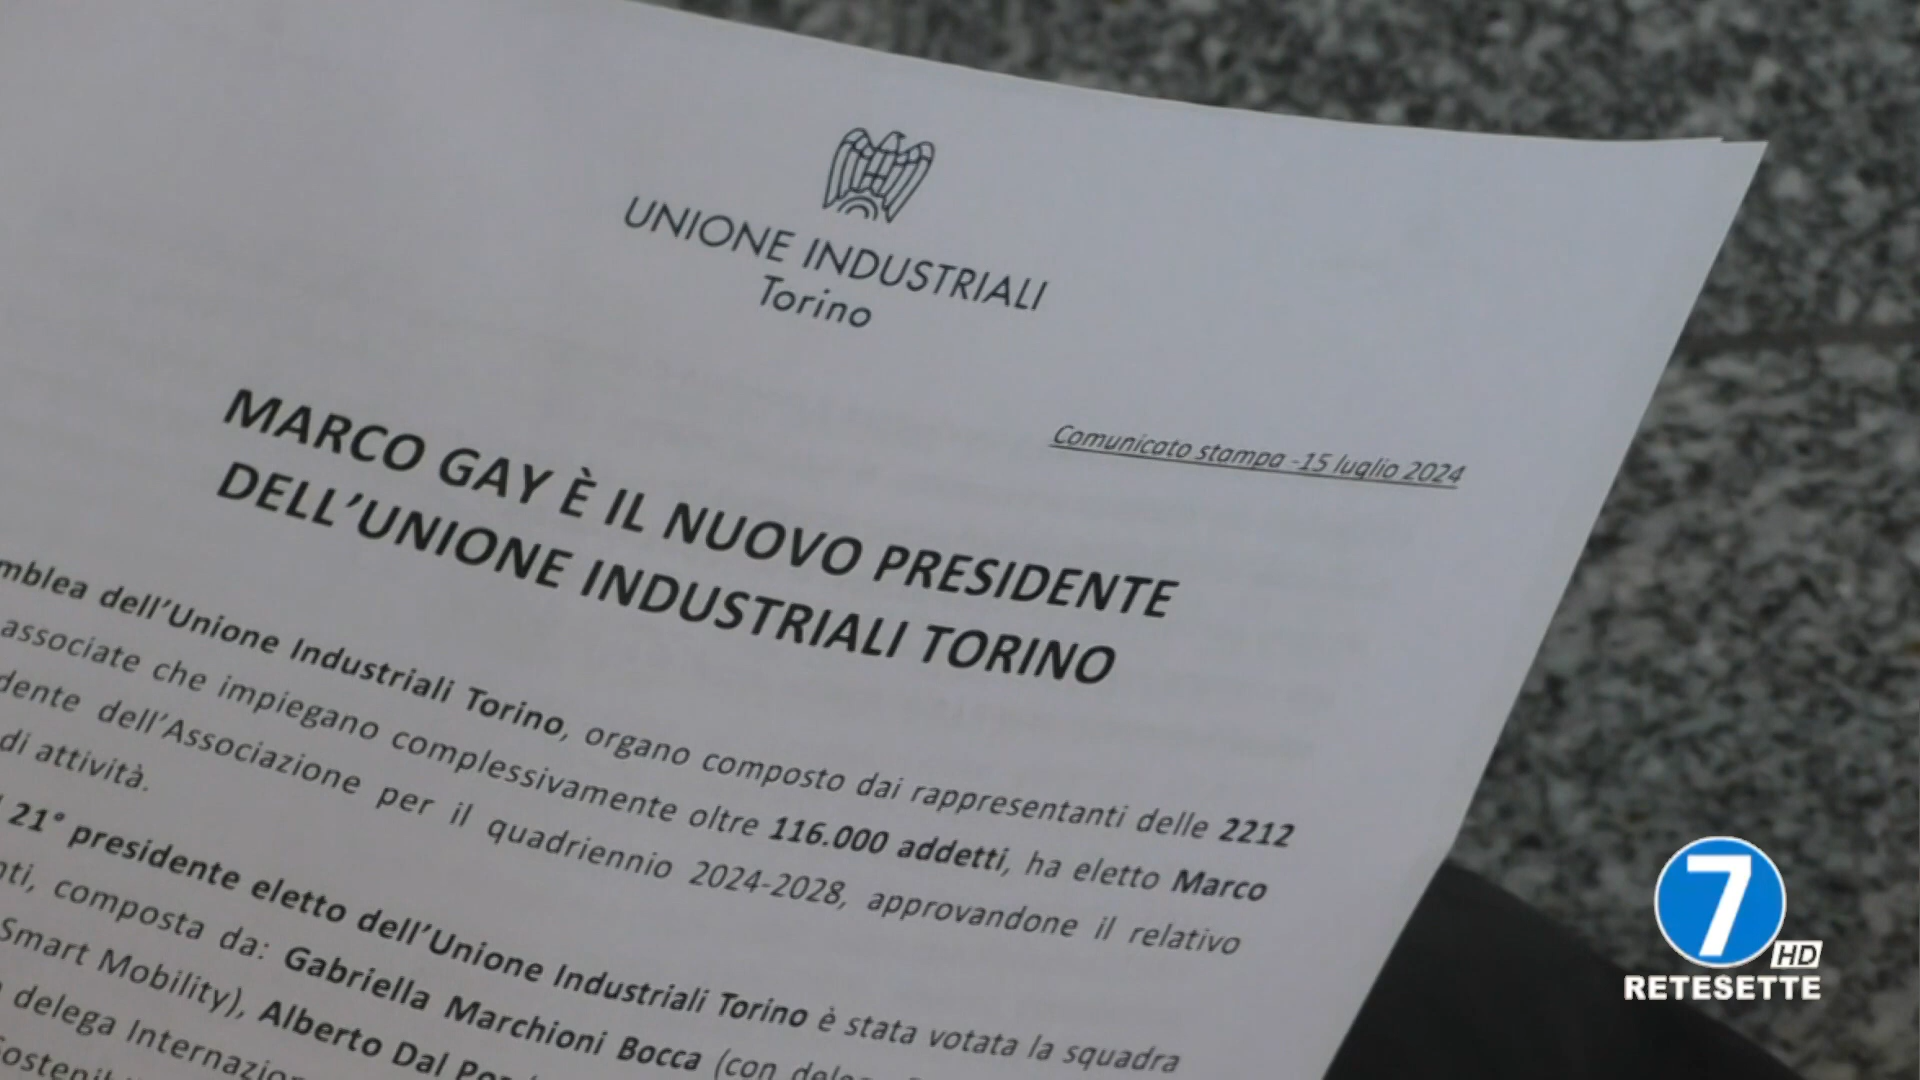 UNIONE INDUSTRIALI
Torino
Comunicato stampa -15 luglio 2024
MARCO GAY È IL NUOVO PRESIDENTE
DELL'UNIONE INDUSTRIALI TORINO
dell'Unione Industriali Torino, organo composto dai rappresentanti delle 2212
associate che impiegano complessivamente oltre 116.000 addetti, ha eletto Marco
dell'Associazione per il quadriennio 2024-2028, approvandone il relativo
di attività.
21° presidente eletto dell'Unione Industriali Torino è stata votata la squadra
composta da: Gabriella Marchioni Bocca (con
Smart Mobility), Alberto Dal
delega
7 HD
RETESETTE